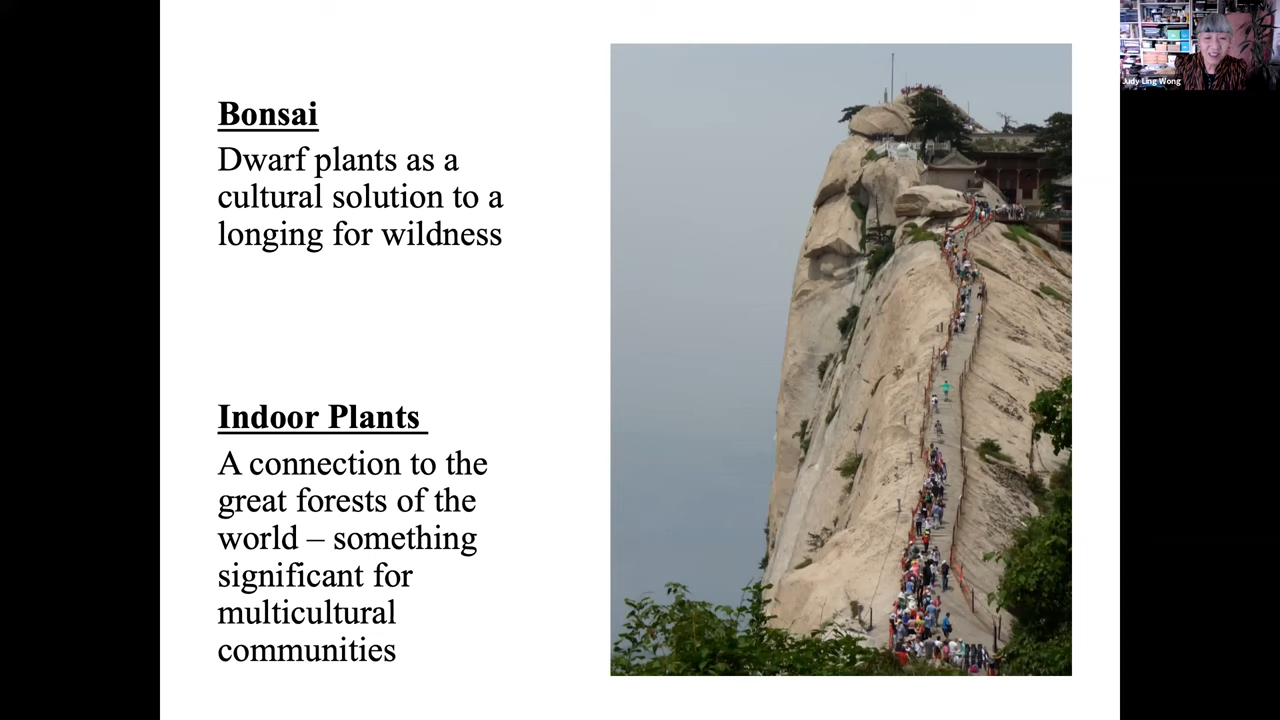 Bonsai
Dwarf plants as a
cultural solution to a
longing for wildness
Indoor Plants
A connection to the
great forests of the
world – something
significant for
multicultural
communities
Judy Ling Wong